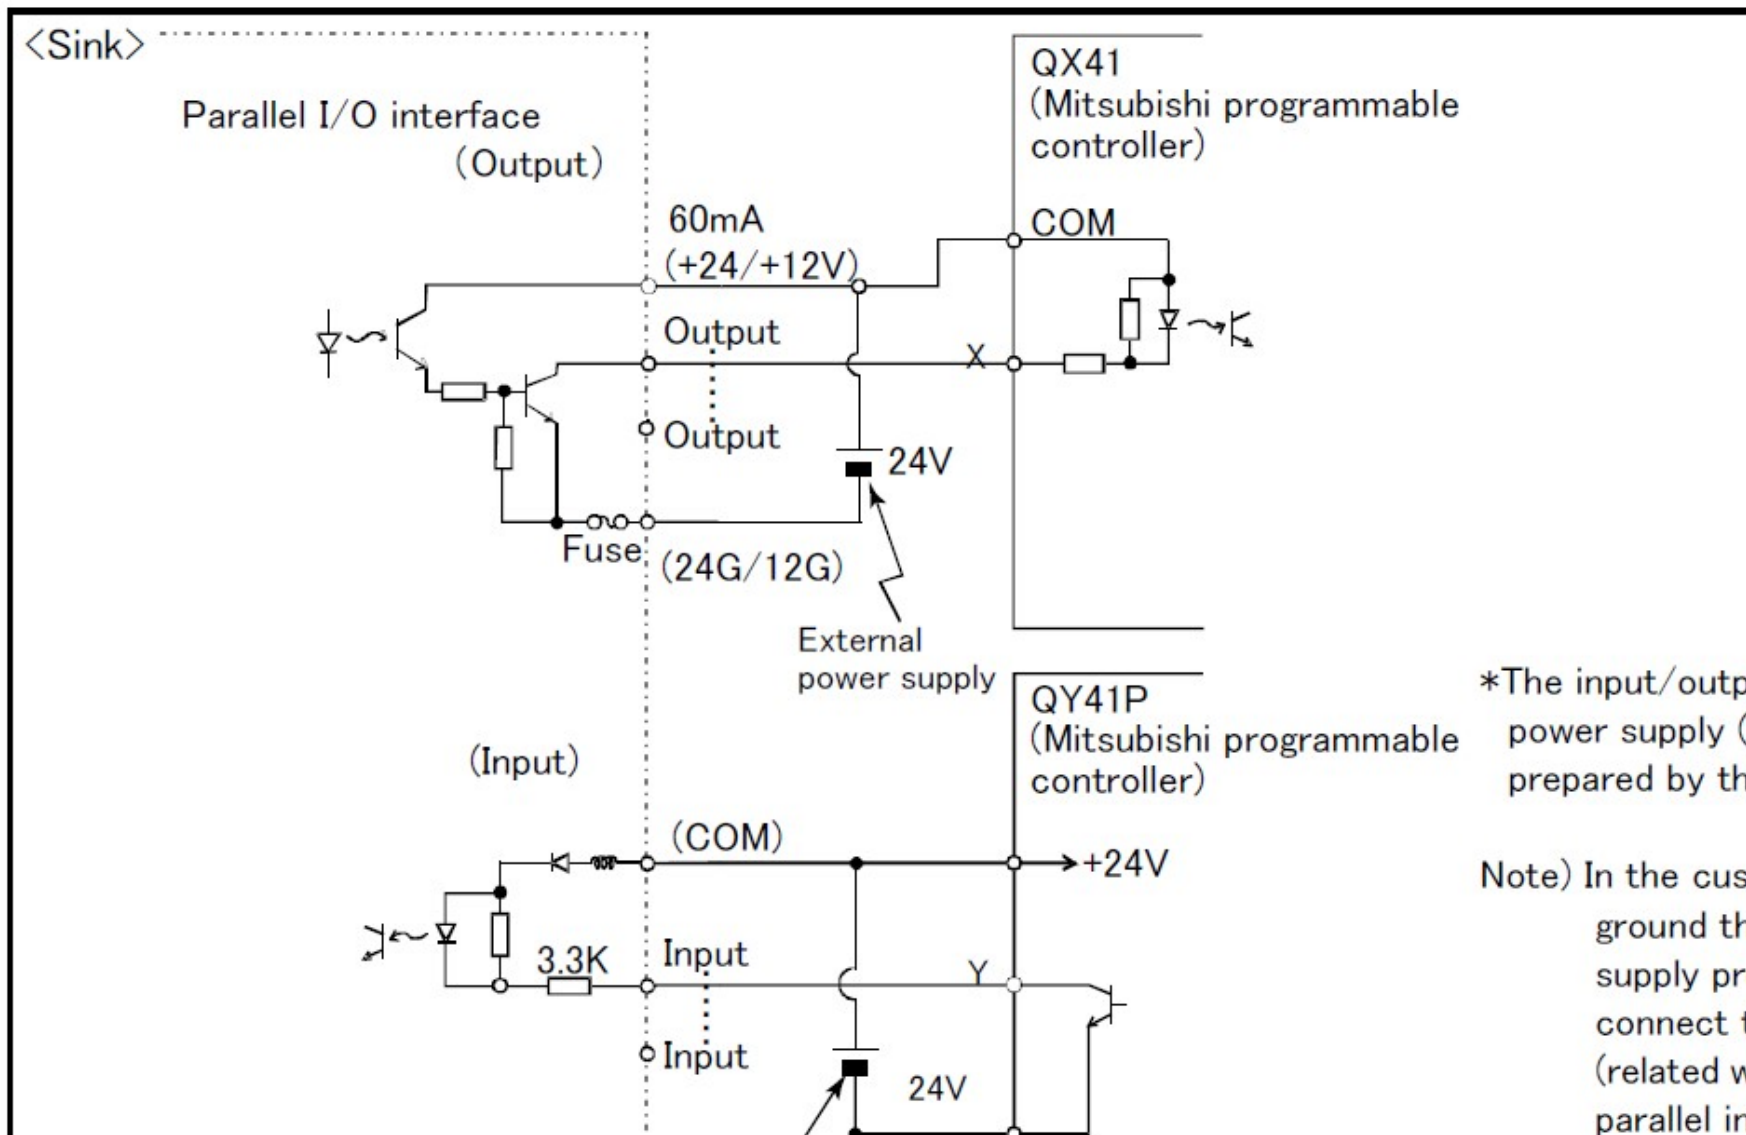 <Sink>
Parallel I/O interface
(Output)
QX41
(Mitsubishi programmable
controller)
60mA
(+24/+12V)
COM
Output
X
Output
24V
Fuse
(24G/12G)
External
power supply
QY41P
(Mitsubishi programmable
controller)
*The input/outp
power supply (
prepared by th
(Input)
(COM)
+24V
Note) In the cus
ground th
supply pr
connect t
(related w
parallel in
3.3K
Input
Y
Input
24V